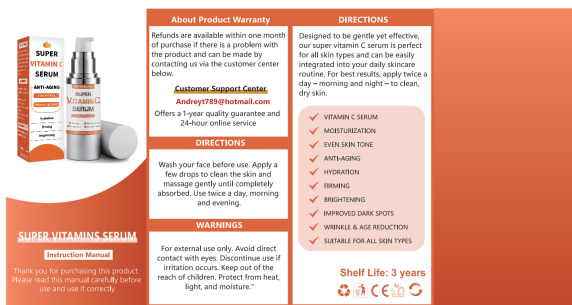 SUPER
VITAMIN C
SERUM
ANTI-AGING
Hydration
Firming
Brightening
SUPER
VITAMIN C
SERUM
SUPER VITAMINS SERUM
Instruction Manual
Thank you for purchasing this product.
Please read this manual carefully before
use and use it correctly.
About Product Warranty
Refunds are available within one month
of purchase if there is a problem with
the product and can be made by
contacting us via the customer center
below.
Customer Support Center
Andreyt789@hotmail.com
Offers a 1–year quality guarantee and
24-hour online service
DIRECTIONS
Wash your face before use. Apply a
few drops to clean the skin and
massage gently until completely
absorbed. Use twice a day, morning
and evening.
WARNINGS
For external use only. Avoid direct
contact with eyes. Discontinue use if
irritation occurs. Keep out of the
reach of children. Protect from heat,
light, and moisture."
DIRECTIONS
Designed to be gentle yet effective,
our super vitamin C serum is perfect
for all skin types and can be easily
integrated into your daily skincare
routine. For best results, apply twice a
day – morning and night – to clean,
dry skin.
VITAMIN C SERUM
MOISTURIZATION
EVEN SKIN TONE
ANTI-AGING
HYDRATION
FIRMING
BRIGHTENING
IMPROVED DARK SPOTS
WRINKLE & AGE REDUCTION
SUITABLE FOR ALL SKIN TYPES
Shelf Life: 3 years
CE